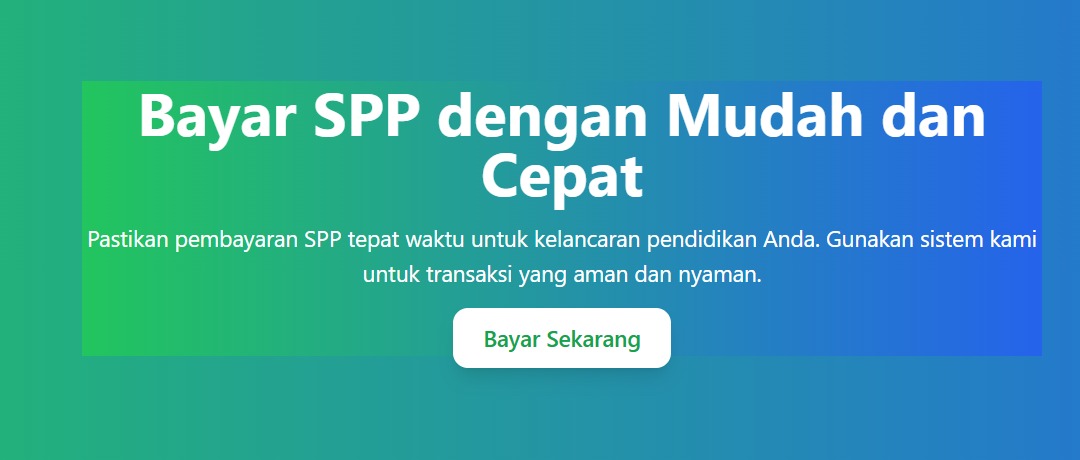 Bayar SPP dengan Mudah dan
Cepat
Pastikan pembayaran SPP tepat waktu untuk kelancaran pendidikan Anda. Gunakan sistem kami
untuk transaksi yang aman dan nyaman.
Bayar Sekarang